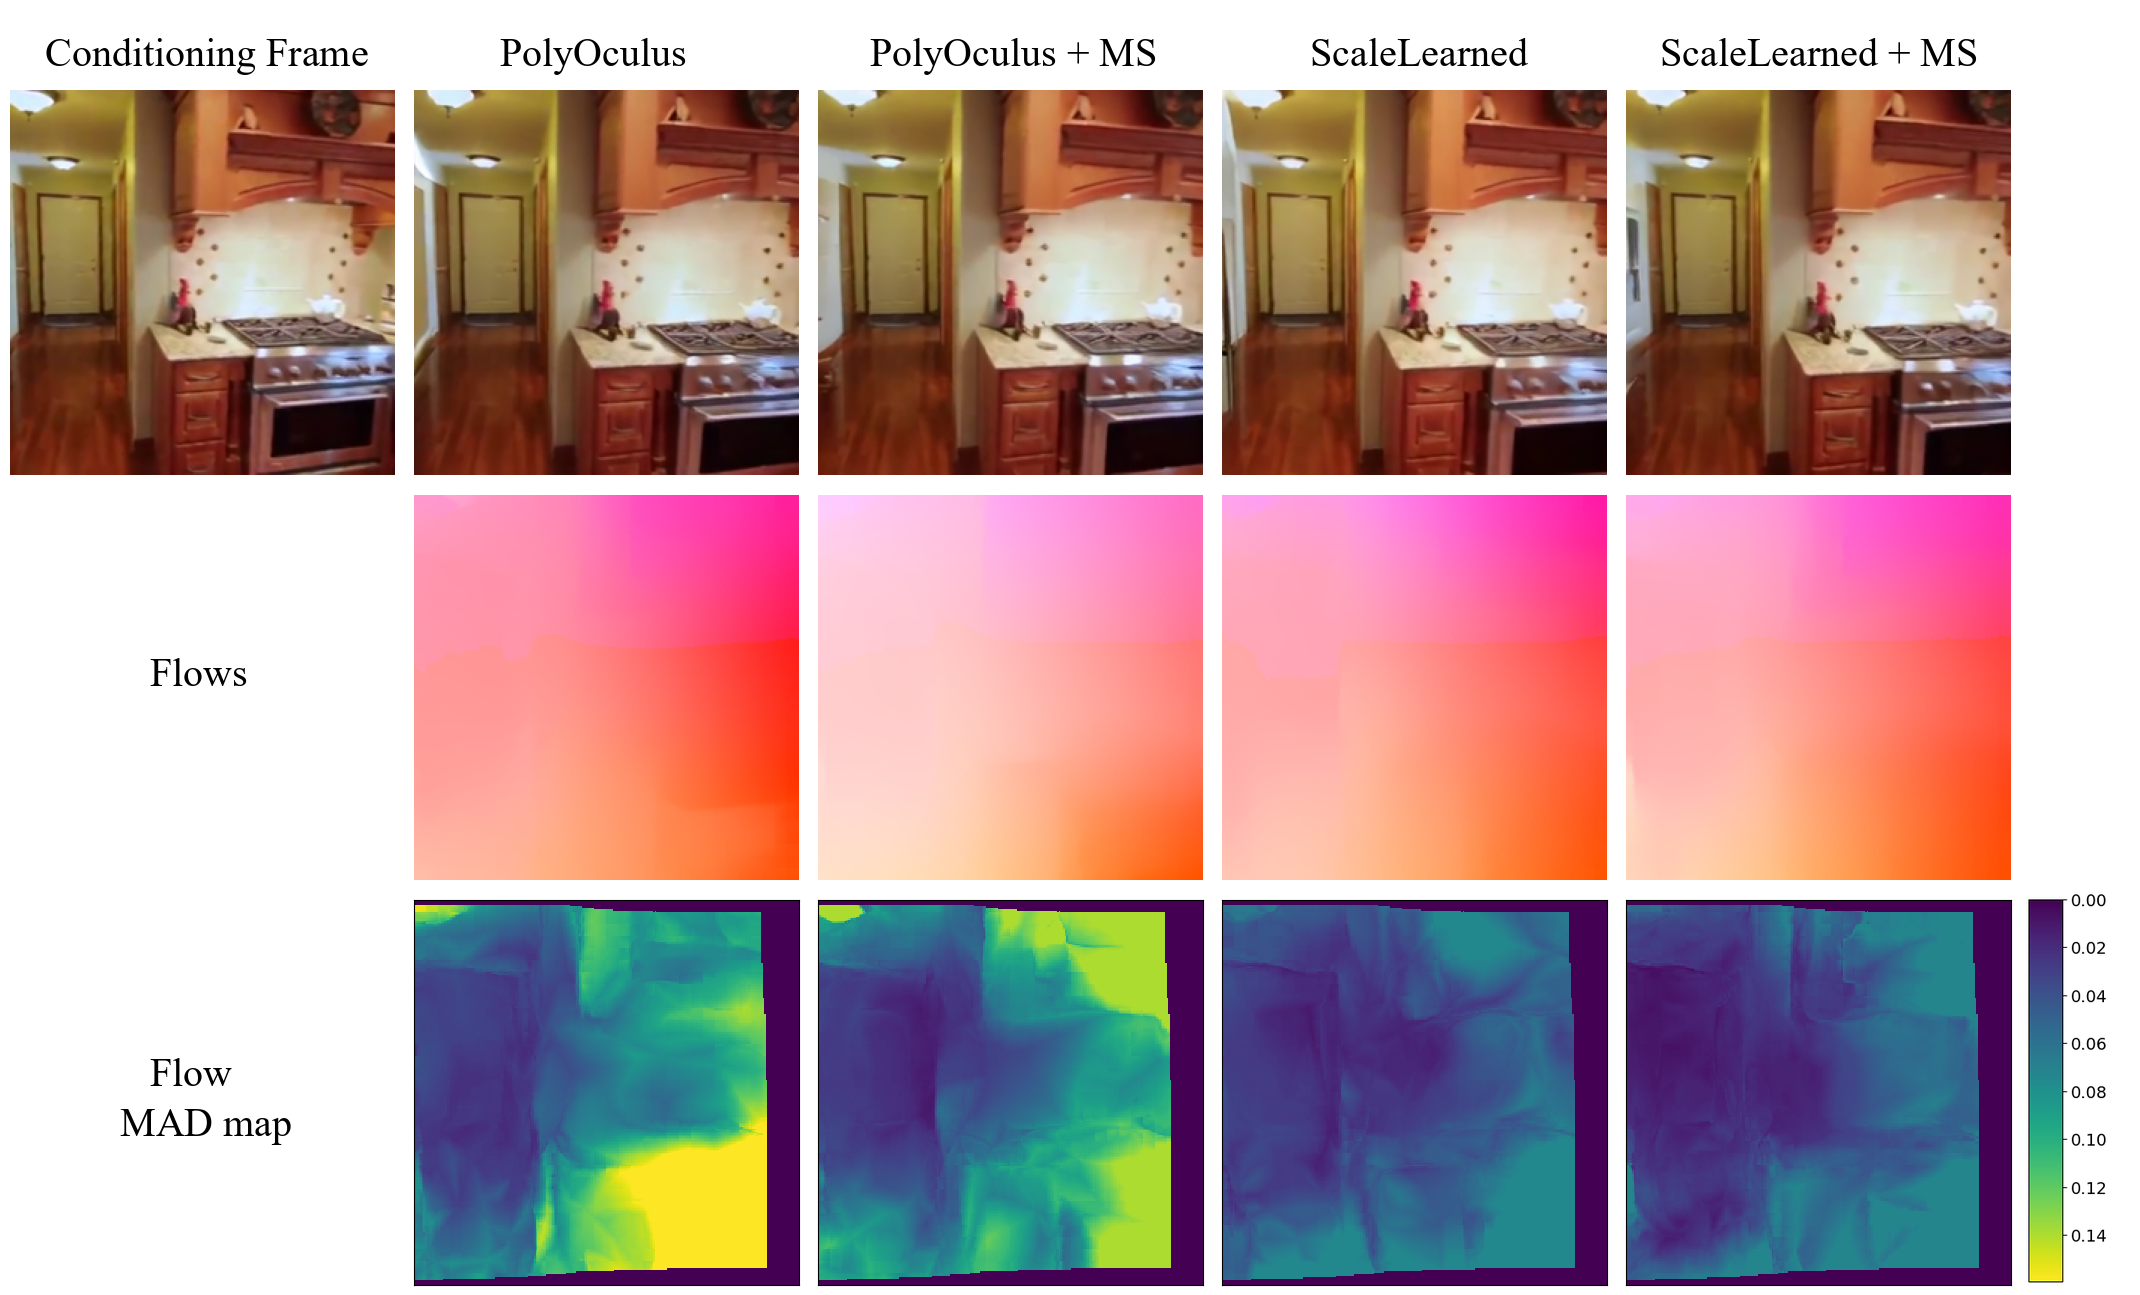 Conditioning Frame
PolyOculus
PolyOculus + MS
ScaleLearned
ScaleLearned + MS
Flows
Flow
MAD map
0.00
0.02
0.04
0.06
0.08
0.10
0.12
0.14